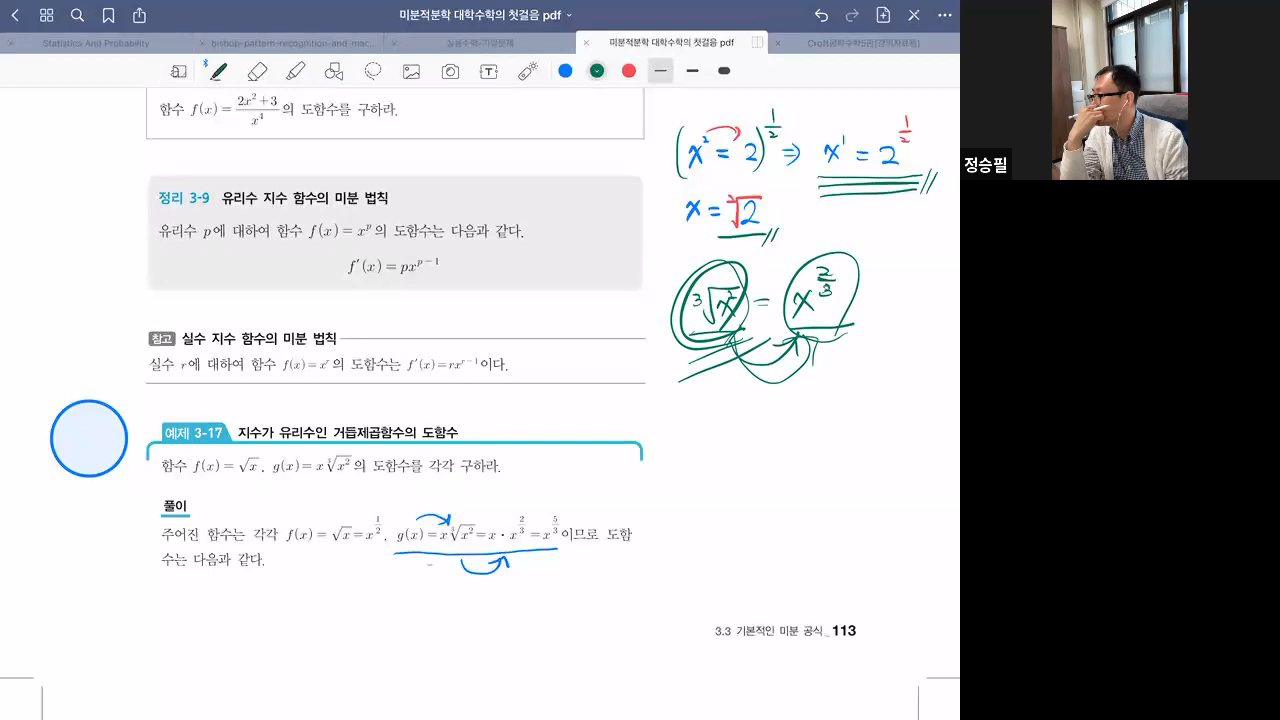 미분적분학 대학수학의 첫걸음 pdf
Statistics And Probability
bishop-pattern-recognition-and-mac...
미분적분학 대학수학의 첫걸음 pdf
함수 f(x) = (2x²+3)/x⁴ 의 도함수를 구하라.
정리 3-9 유리수 지수 함수의 미분 법칙
유리수 p에 대하여 함수 f(x) = x^p의 도함수는 다음과 같다.
f′(x) = px^(p−1)
참고 실수 지수 함수의 미분 법칙
실수 r에 대하여 함수 f(x)=x^r의 도함수는 f′(x)=rx^(r−1)이다.
예제 3-17 지수가 유리수인 거듭제곱함수의 도함수
함수 f(x) = √x, g(x) = x∛x²의 도함수를 각각 구하라.
풀이
주어진 함수는 각각 f(x) = √x = x^(1/2), g(x) = x∛x² = x · x^(2/3) = x^(5/3)이므로 도함
수는 다음과 같다.
3.3 기본적인 미분 공식_ 113
(x² = 2)^(1/2) ⇒ x¹ = 2^(1/2)
x = ²√2
³√x² = x^(2/3)
정승필